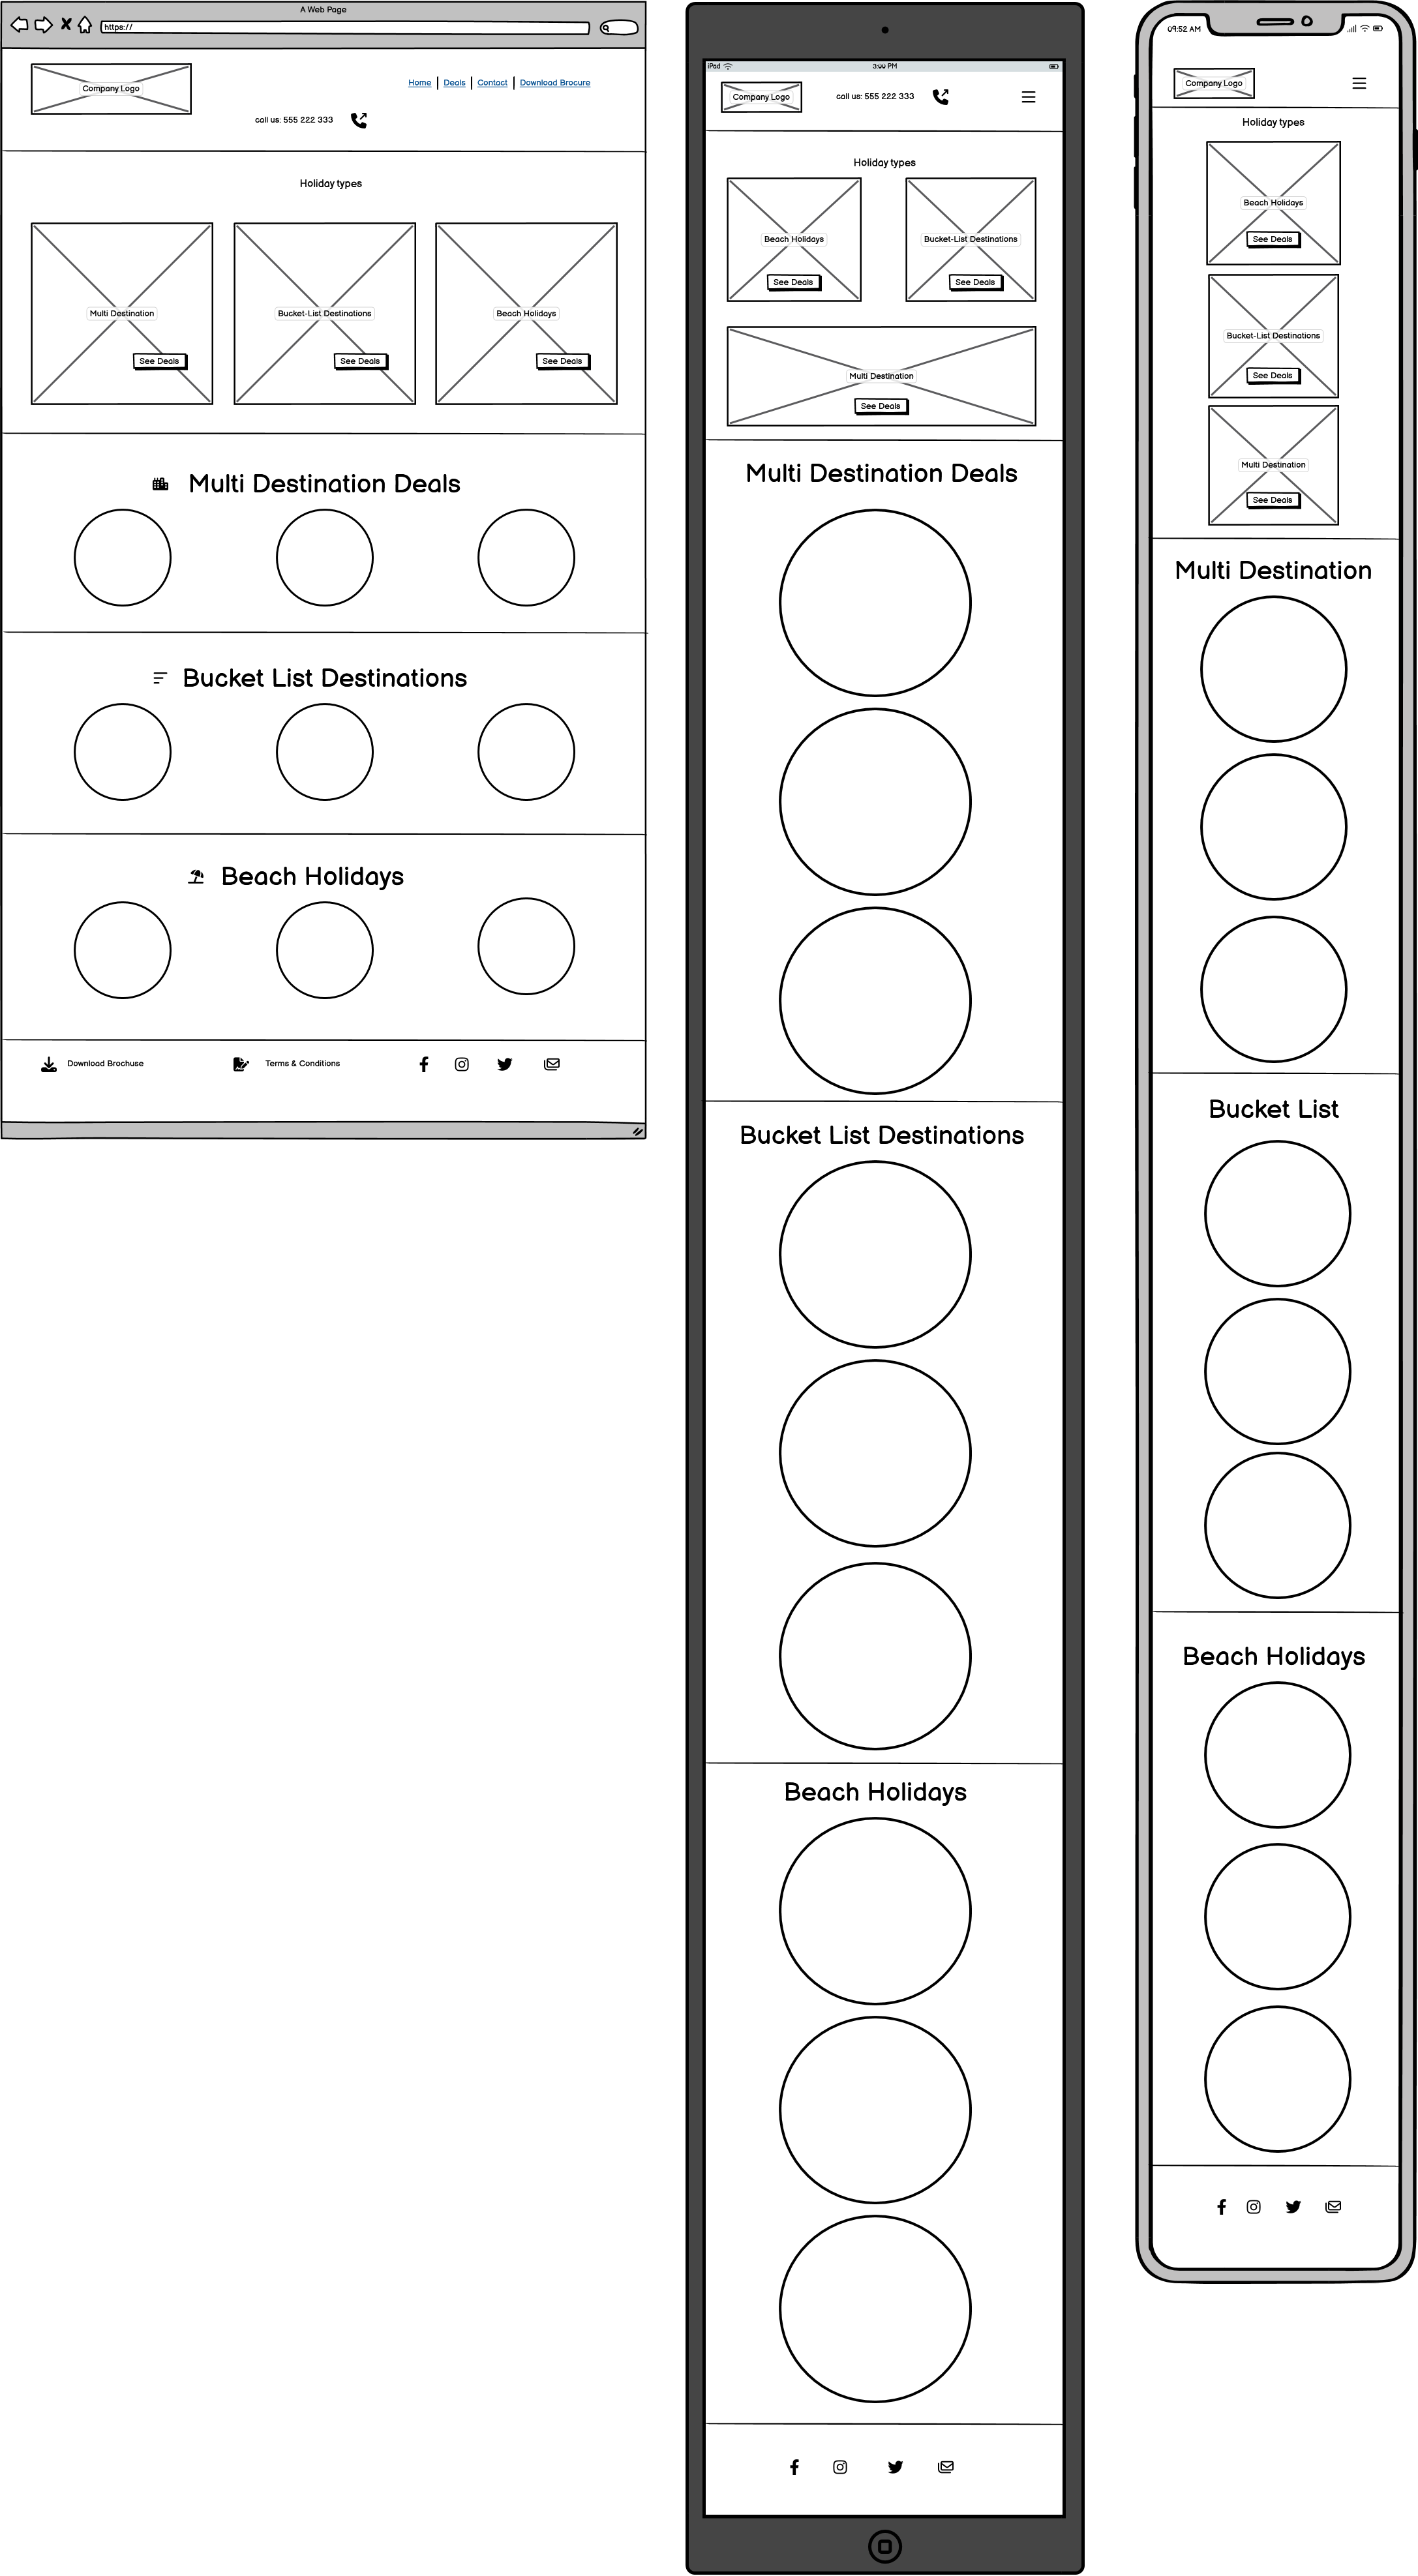 A Web Page
https://
Company Logo
Home | Deals | Contact | Download Brocure
call us: 555 222 333
Holiday types
Multi Destination
See Deals
Bucket-List Destinations
See Deals
Beach Holidays
See Deals
Multi Destination Deals
Bucket List Destinations
Beach Holidays
Download Brochuse
Terms & Conditions
iPad
3:00 PM
Company Logo
call us: 555 222 333
Holiday types
Beach Holidays
See Deals
Bucket-List Destinations
See Deals
Multi Destination
See Deals
Multi Destination Deals
Bucket List Destinations
Beach Holidays
09:52 AM
Company Logo
Holiday types
Beach Holidays
See Deals
Bucket-List Destinations
See Deals
Multi Destination
See Deals
Multi Destination
Bucket List
Beach Holidays